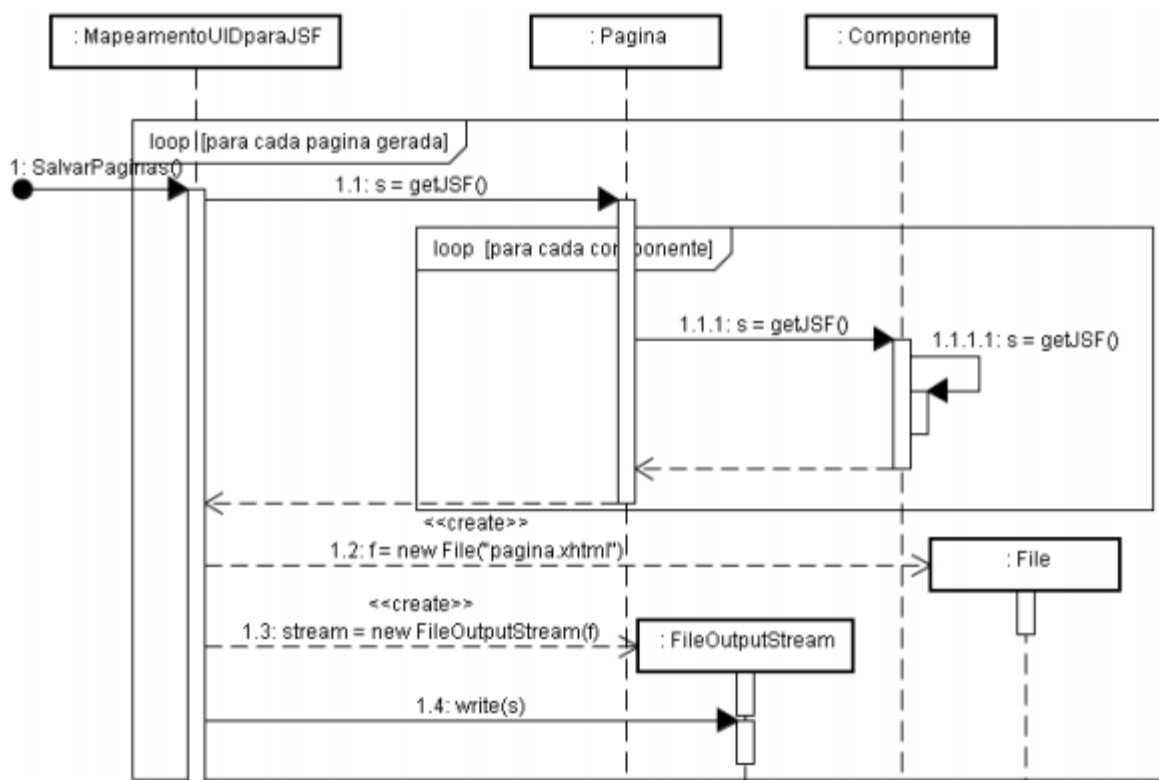 : MapeamentoUIDparaJSF
: Pagina
: Componente
loop [para cada pagina gerada]
1: SalvarPaginas()
1.1: s = getJSF()
loop [para cada componente]
1.1.1: s = getJSF()
1.1.1.1: s = getJSF()
<<create>>
1.2: f = new File("pagina.xhtml")
: File
<<create>>
1.3: stream = new FileOutputStream(f)
: FileOutputStream
1.4: write(s)